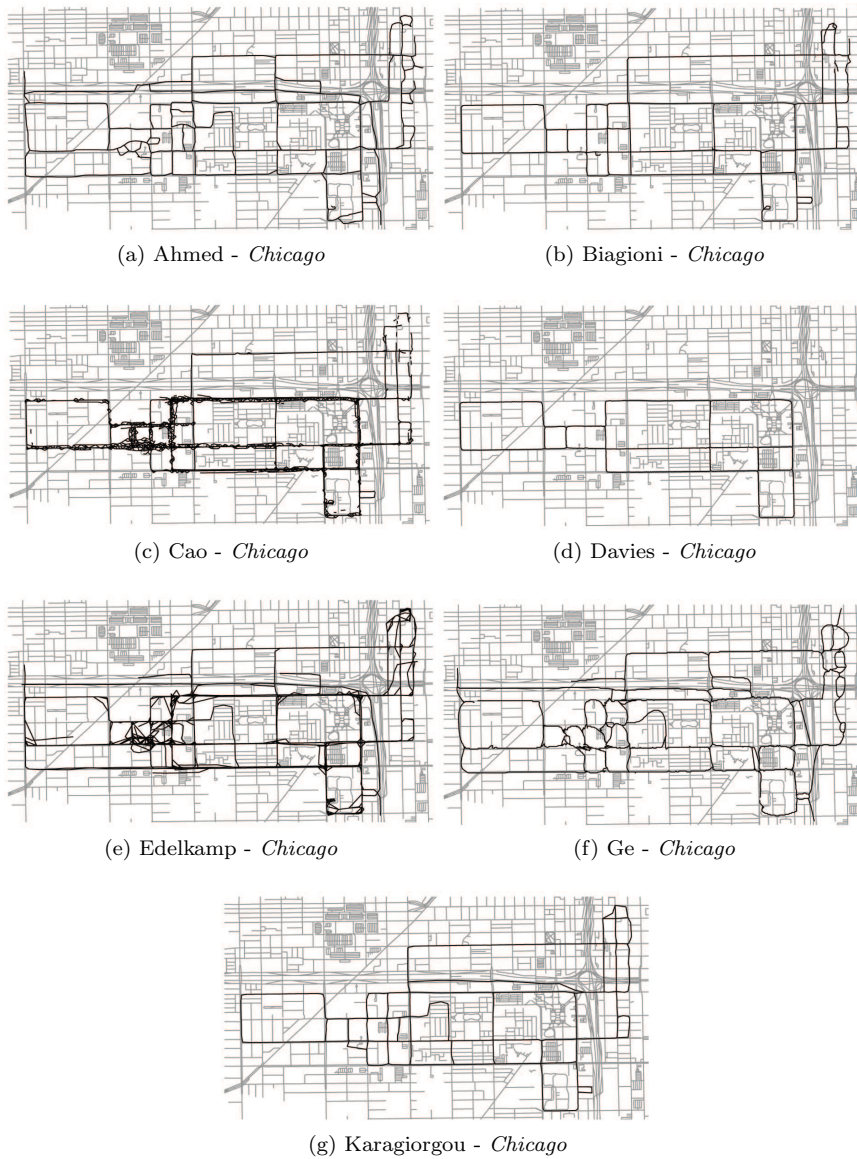 (a) Ahmed - Chicago
(b) Biagioni - Chicago
(c) Cao - Chicago
(d) Davies - Chicago
(e) Edelkamp - Chicago
(f) Ge - Chicago
(g) Karagiorgou - Chicago